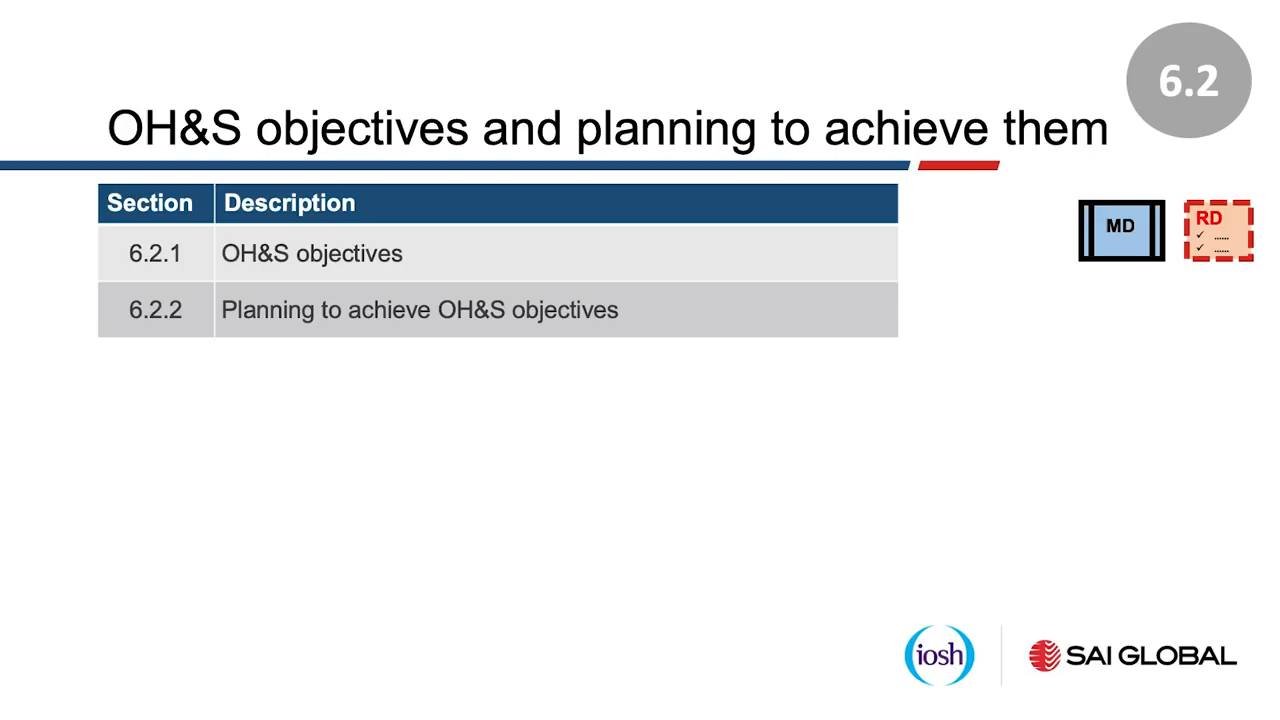 6.2
OH&S objectives and planning to achieve them
Section Description
6.2.1 OH&S objectives
6.2.2 Planning to achieve OH&S objectives
MD
RD
✓ ......
✓ ......
iosh
SAI GLOBAL